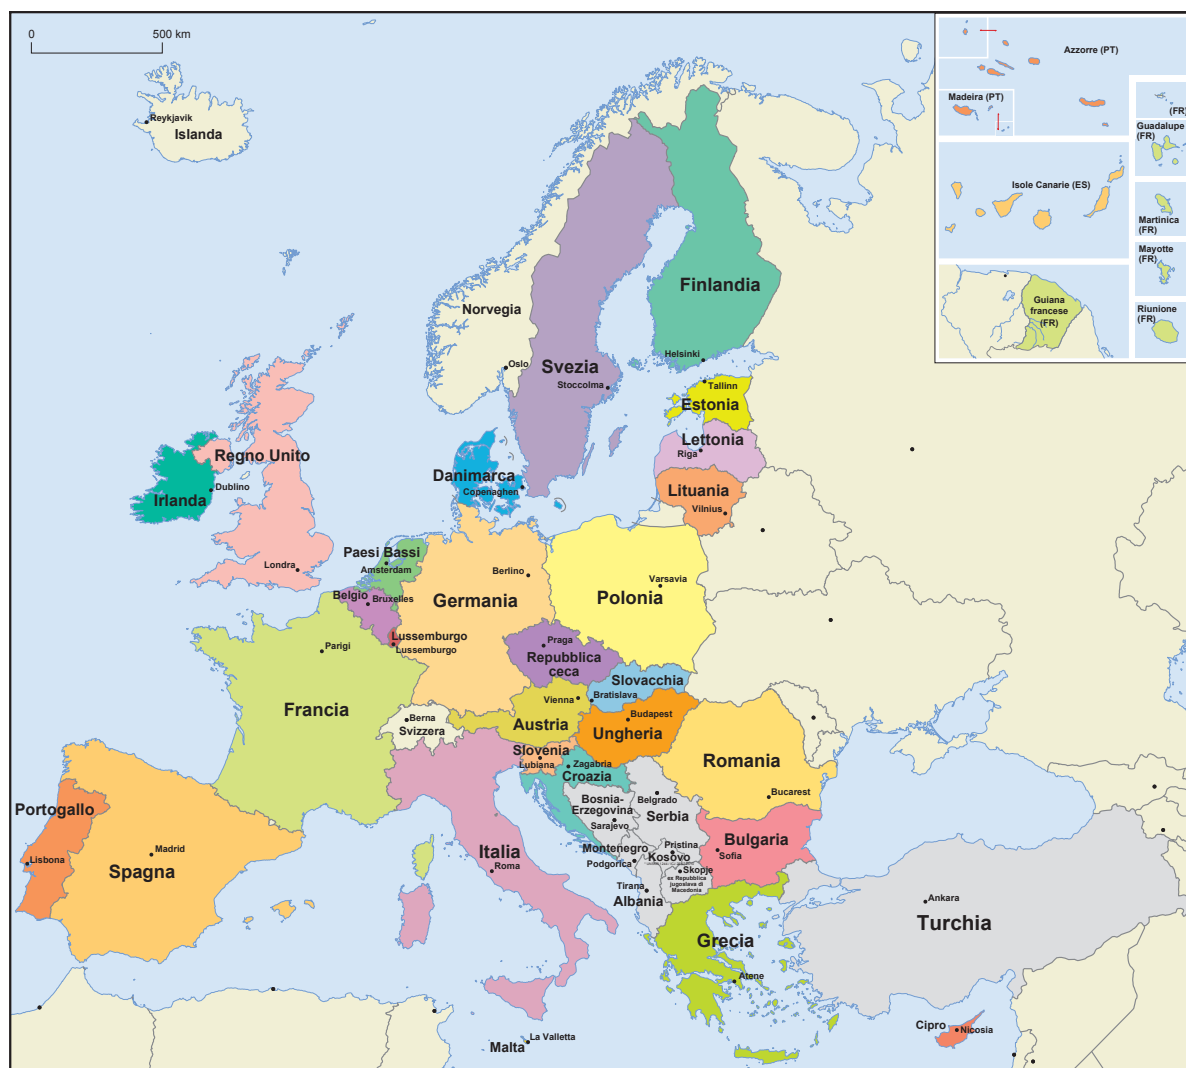 0
500 km
Reykjavik
Islanda
Norvegia
Oslo
Svezia
Stoccolma
Finlandia
Helsinki
Tallinn
Estonia
Lettonia
Riga
Lituania
Vilnius
Danimarca
Copenaghen
Regno Unito
Irlanda
Dublino
Londra
Paesi Bassi
Amsterdam
Belgio
Bruxelles
Lussemburgo
Lussemburgo
Germania
Berlino
Polonia
Varsavia
Praga
Repubblica
ceca
Slovacchia
Bratislava
Vienna
Austria
Budapest
Ungheria
Parigi
Francia
Berna
Svizzera
Slovenia
Lubiana
Zagabria
Croazia
Romania
Bucarest
Bosnia-
Erzegovina
Sarajevo
Belgrado
Serbia
Montenegro
Podgorica
Pristina
Kosovo
Skopje
ex Repubblica
jugoslava di
Macedonia
Tirana
Albania
Bulgaria
Sofia
Portogallo
Lisbona
Madrid
Spagna
Italia
Roma
Grecia
Atene
Ankara
Turchia
Cipro
Nicosia
Malta
La Valletta
Azzorre (PT)
Madeira (PT)
(FR)
Guadalupe
(FR)
Isole Canarie (ES)
Martinica
(FR)
Mayotte
(FR)
Guiana
francese
(FR)
Riunione
(FR)